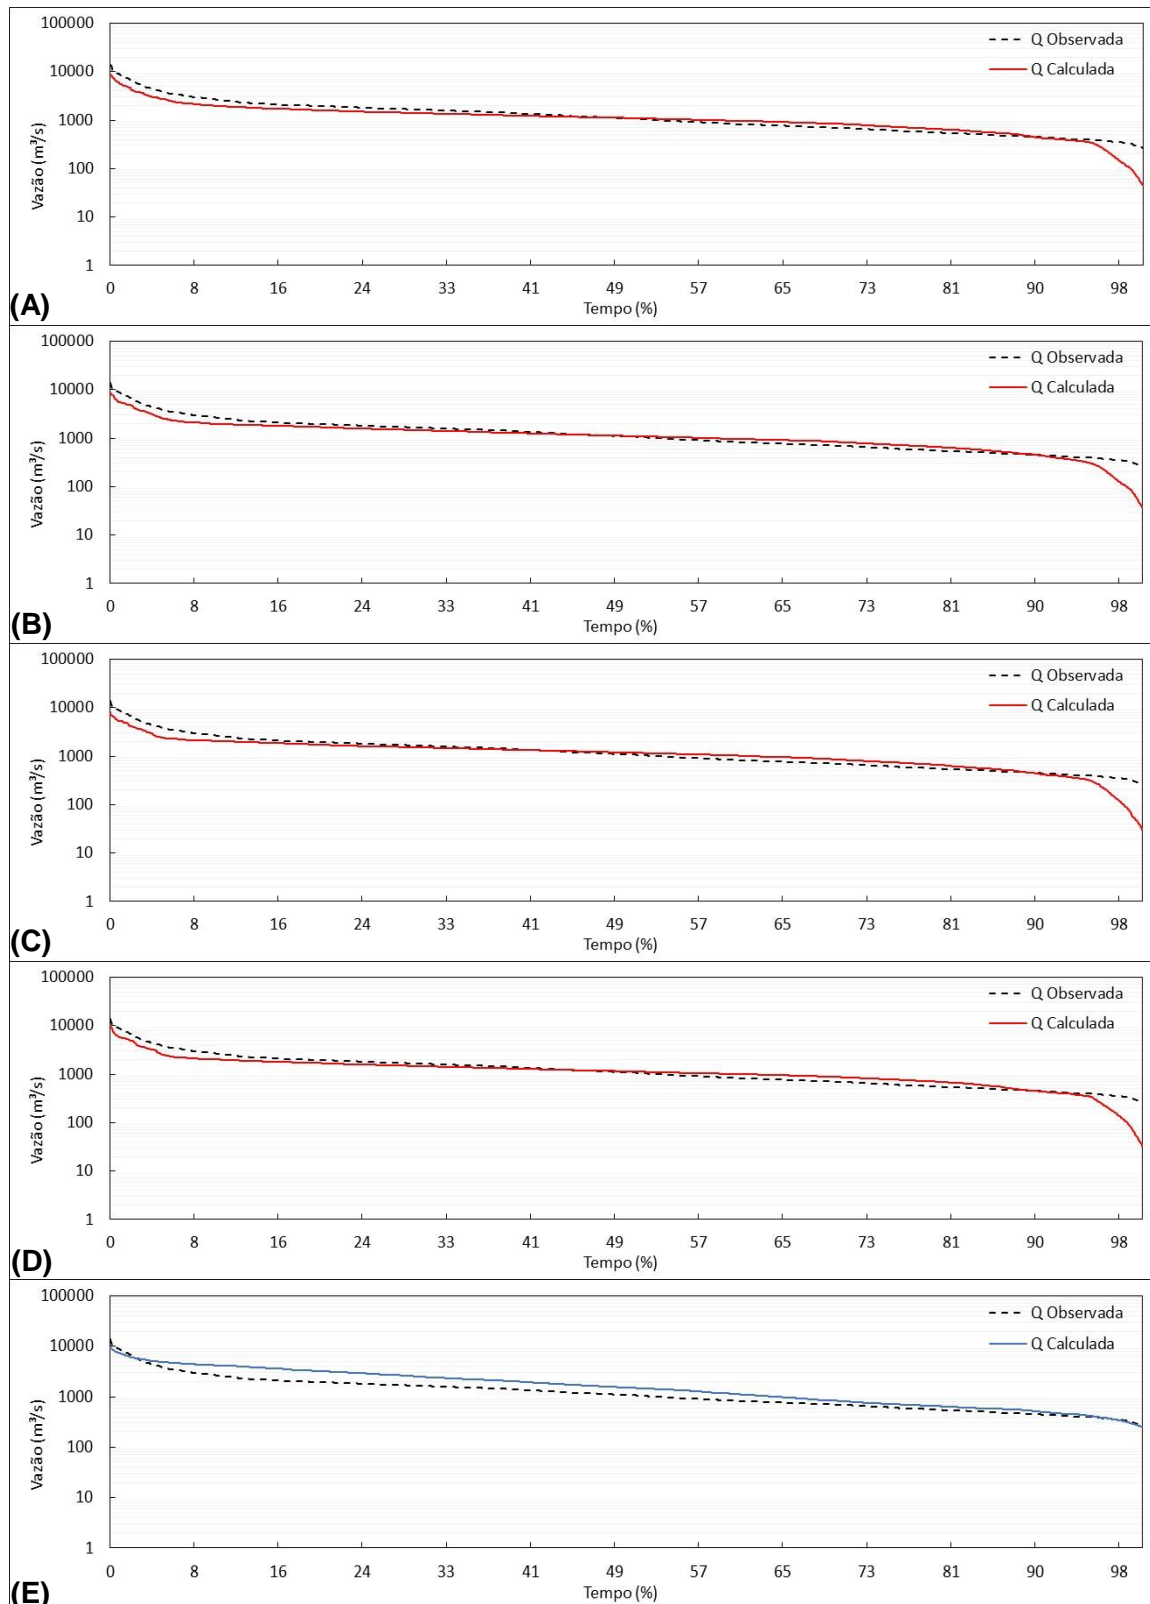 100000
10000
1000
100
10
1
Vazão (m³/s)
Q Observada
Q Calculada
0 8 16 24 33 41 49 57 65 73 81 90 98
Tempo (%)
(A)
100000
10000
1000
100
10
1
Vazão (m³/s)
Q Observada
Q Calculada
0 8 16 24 33 41 49 57 65 73 81 90 98
Tempo (%)
(B)
100000
10000
1000
100
10
1
Vazão (m³/s)
Q Observada
Q Calculada
0 8 16 24 33 41 49 57 65 73 81 90 98
Tempo (%)
(C)
100000
10000
1000
100
10
1
Vazão (m³/s)
Q Observada
Q Calculada
0 8 16 24 33 41 49 57 65 73 81 90 98
Tempo (%)
(D)
100000
10000
1000
100
10
1
Vazão (m³/s)
Q Observada
Q Calculada
0 8 16 24 33 41 49 57 65 73 81 90 98
Tempo (%)
(E)